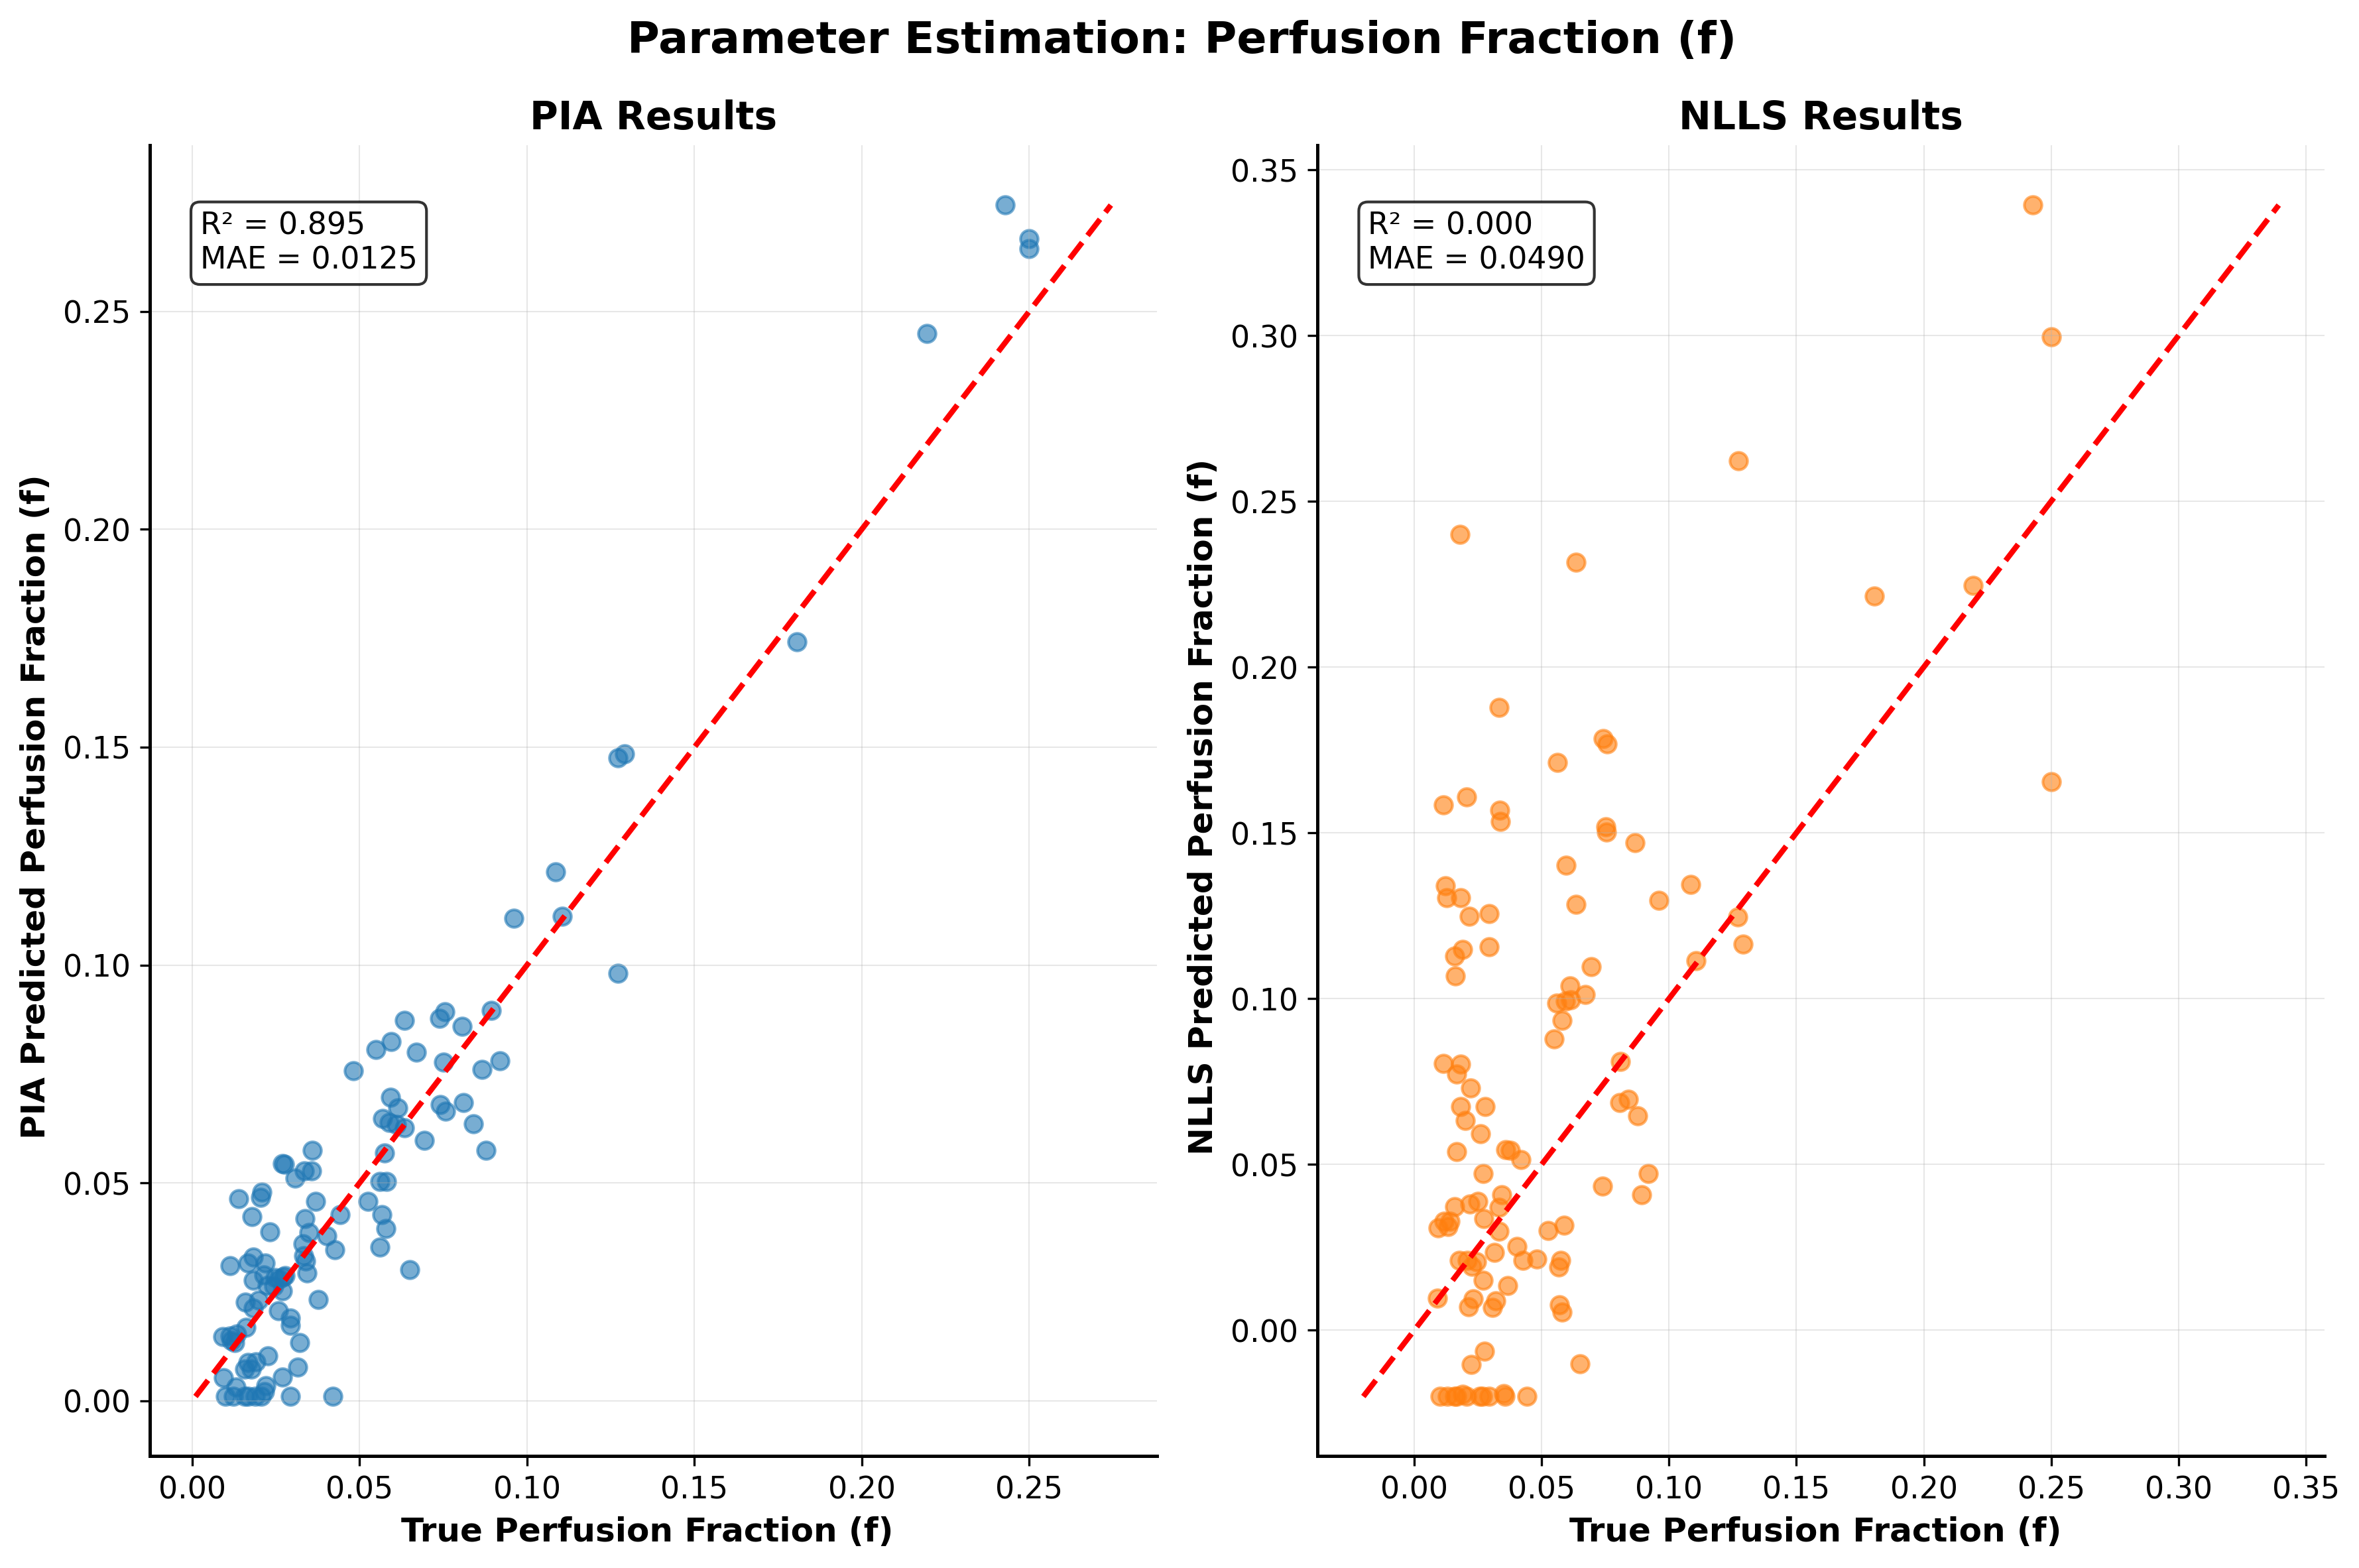 Parameter Estimation: Perfusion Fraction (f)
PIA Results
R² = 0.895
MAE = 0.0125
PIA Predicted Perfusion Fraction (f)
0.25
0.20
0.15
0.10
0.05
0.00
0.00 0.05 0.10 0.15 0.20 0.25
True Perfusion Fraction (f)
NLLS Results
R² = 0.000
MAE = 0.0490
NLLS Predicted Perfusion Fraction (f)
0.35
0.30
0.25
0.20
0.15
0.10
0.05
0.00
0.00 0.05 0.10 0.15 0.20 0.25 0.30 0.35
True Perfusion Fraction (f)